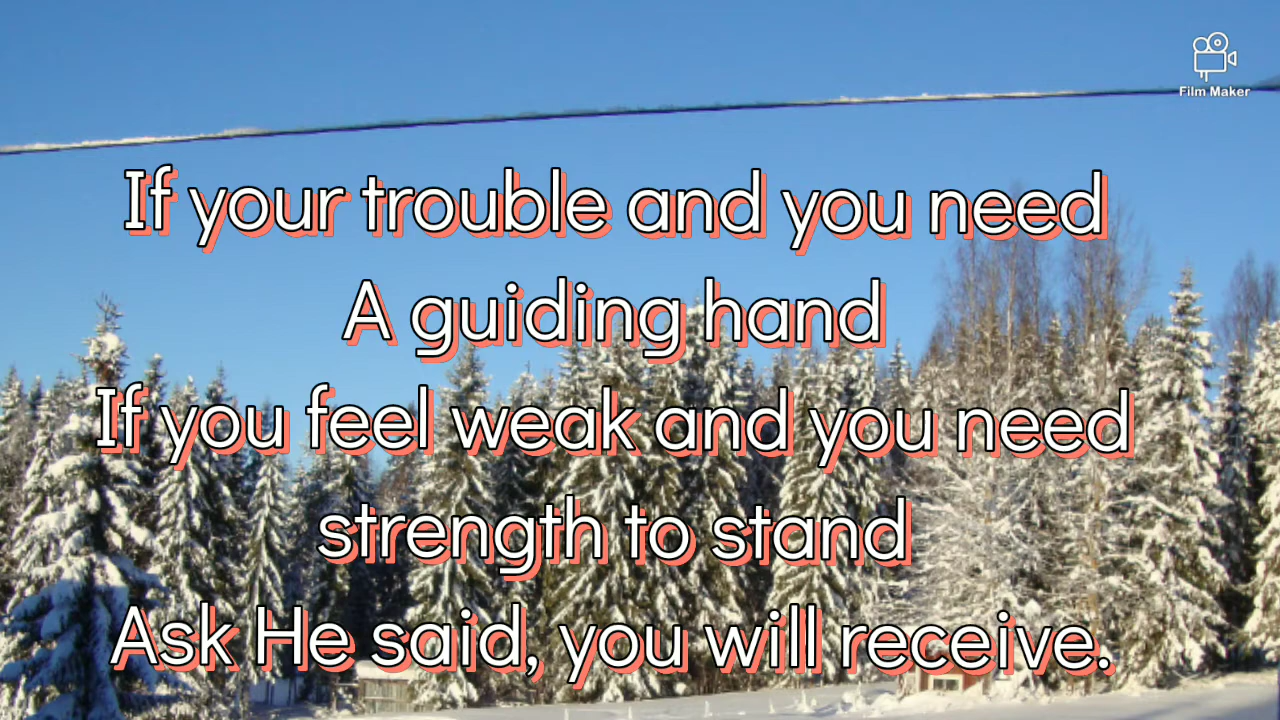 Film Maker
If your trouble and you need
A guiding hand
If you feel weak and you need
strength to stand
Ask He said, you will receive.